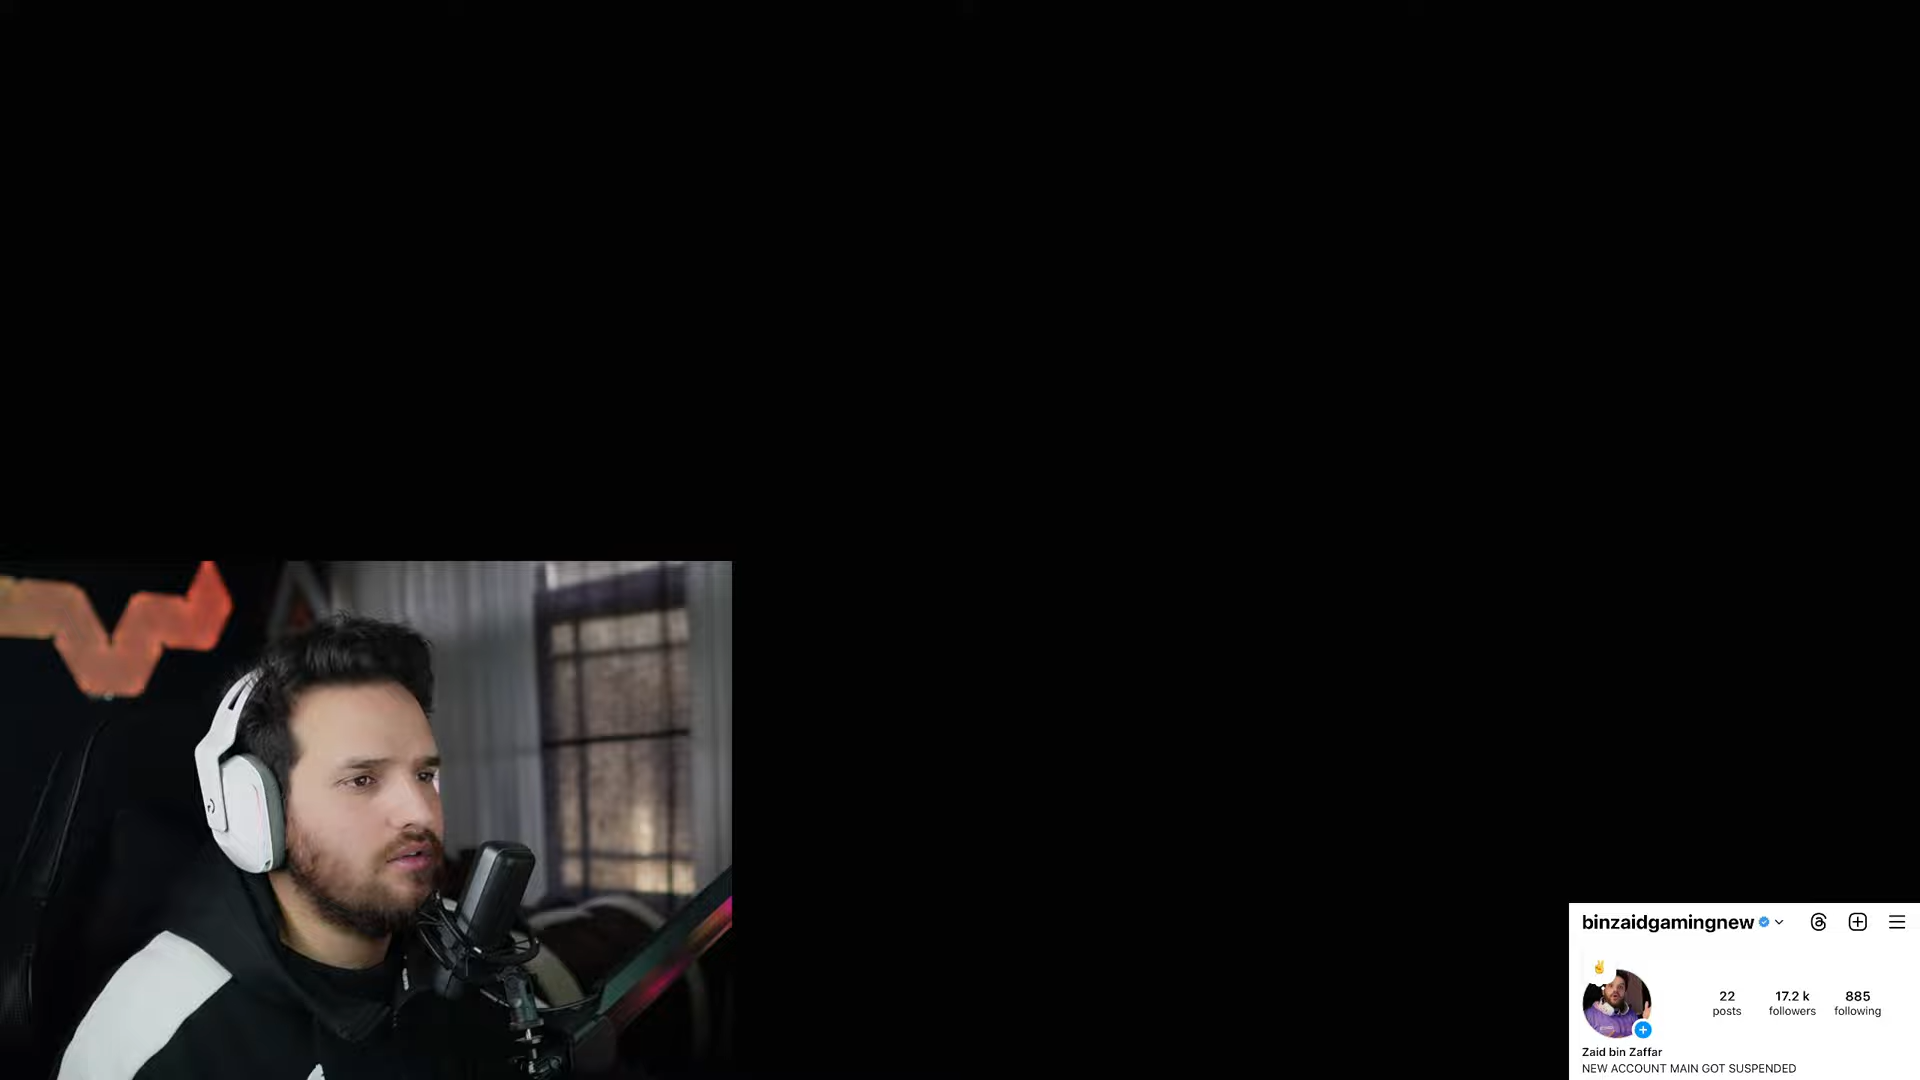 binzaidgamingnew
22 17.2 k 885
posts followers following
Zaid bin Zaffar
NEW ACCOUNT MAIN GOT SUSPENDED